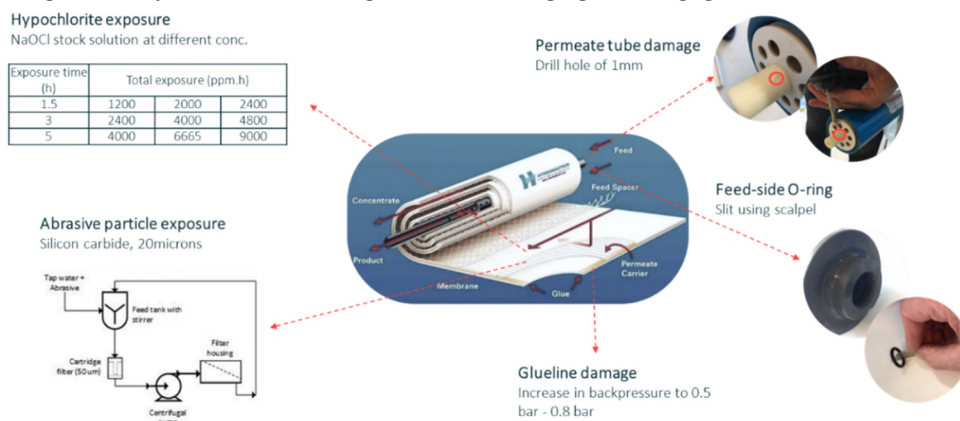 Hypochlorite exposure
NaOCl stock solution at different conc.
Exposure time (h) Total exposure (ppm.h)
1.5 1200 2000 2400
3 2400 4000 4800
5 4000 6665 9000
Permeate tube damage
Drill hole of 1mm
Feed
Feed Spacer
Concentrate
Product
Membrane
Glue
Permeate
Carrier
Feed-side O-ring
Slit using scalpel
Abrasive particle exposure
Silicon carbide, 20microns
Tap water +
Abrasive
Feed tank with
stirrer
Cartridge
filter (50 um)
Filter
housing
Centrifugal
Glueline damage
Increase in backpressure to 0.5
bar - 0.8 bar